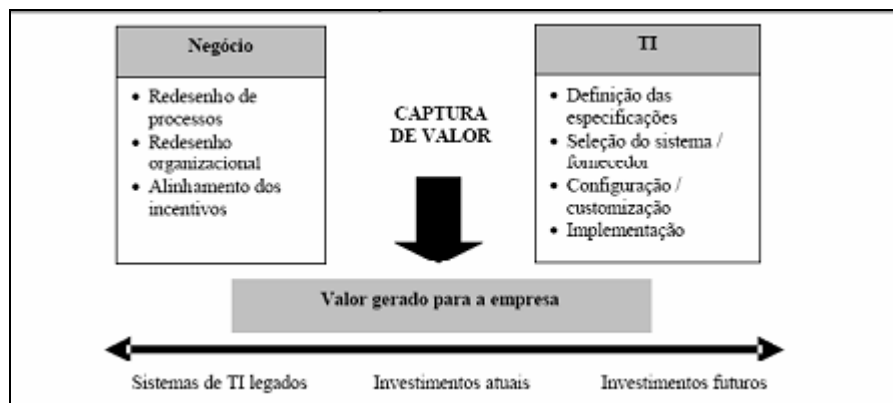 Negócio
• Redesenho de
processos
• Redesenho
organizacional
• Alinhamento dos
incentivos
CAPTURA
DE VALOR
TI
• Definição das
especificações
• Seleção do sistema /
fornecedor
• Configuração /
customização
• Implementação
Valor gerado para a empresa
Sistemas de TI legados
Investimentos atuais
Investimentos futuros